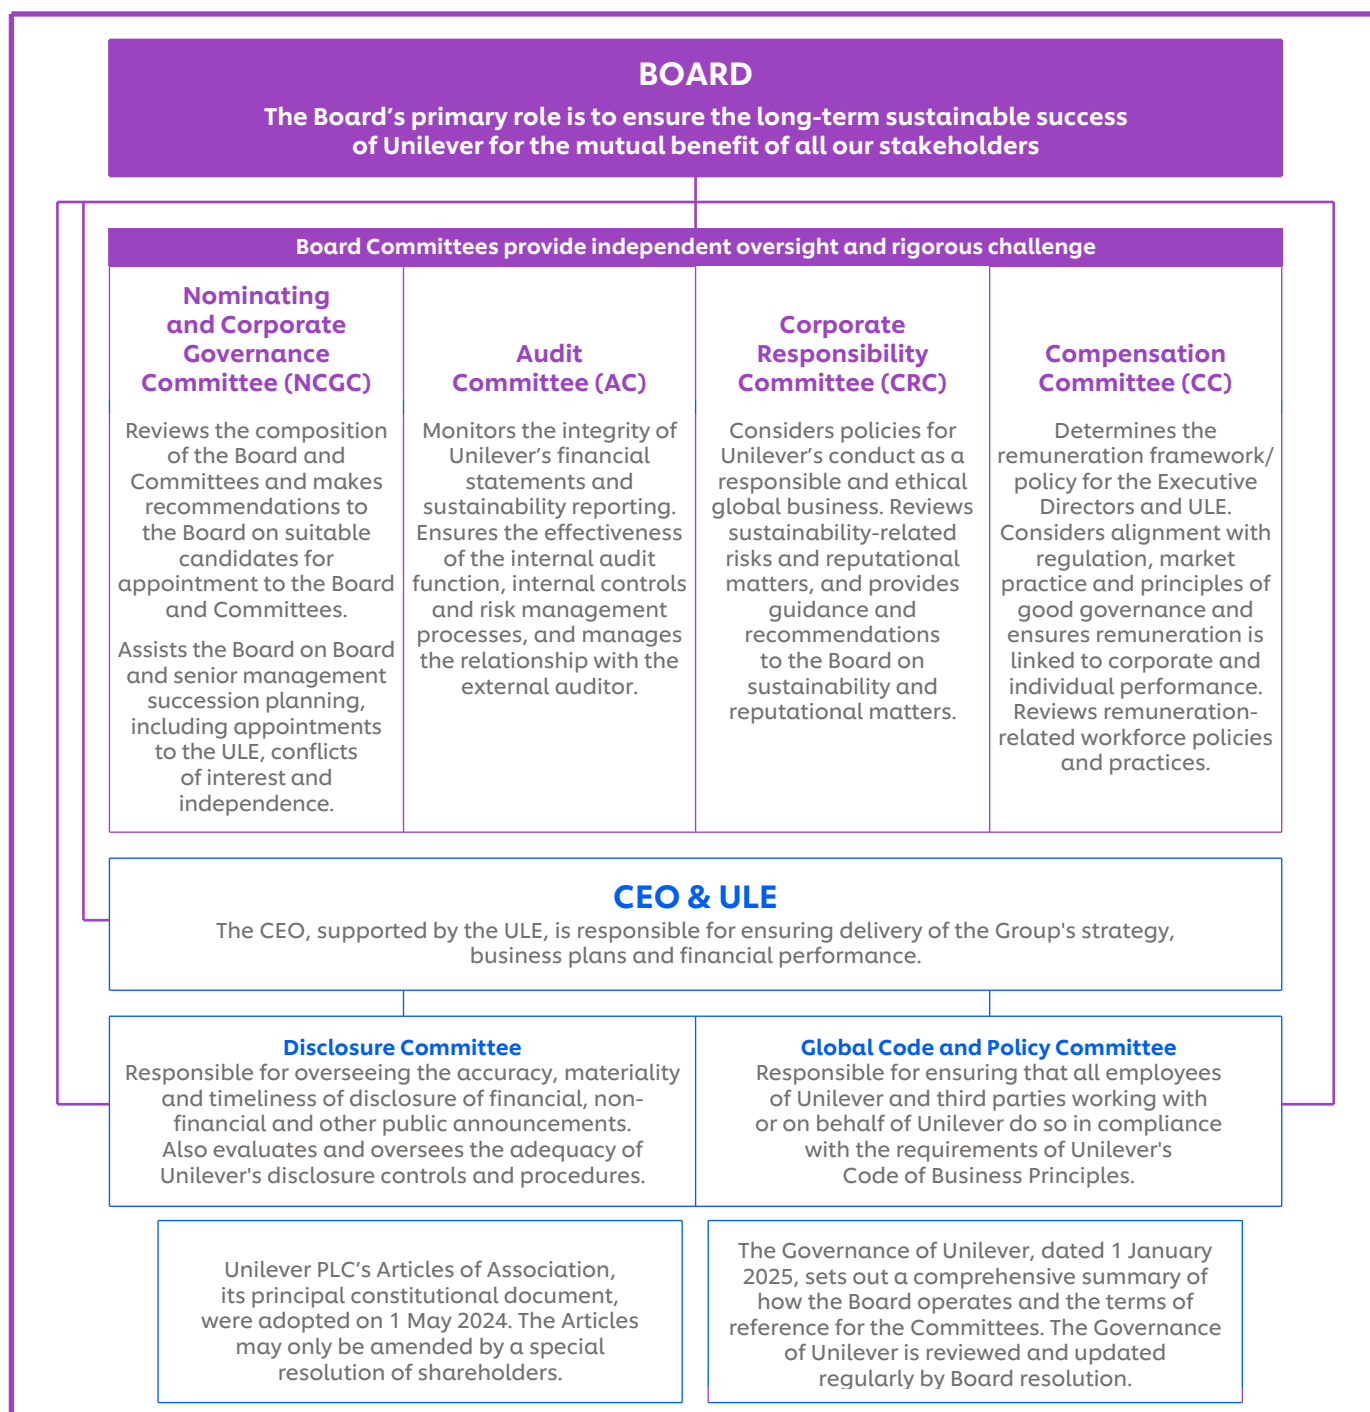 BOARD
The Board’s primary role is to ensure the long-term sustainable success
of Unilever for the mutual benefit of all our stakeholders
Board Committees provide independent oversight and rigorous challenge
Nominating
and Corporate
Governance
Committee (NCGC)
Reviews the composition
of the Board and
Committees and makes
recommendations to
the Board on suitable
candidates for
appointment to the Board
and Committees.
Assists the Board on Board
and senior management
succession planning,
including appointments
to the ULE, conflicts
of interest and
independence.
Audit
Committee (AC)
Monitors the integrity of
Unilever’s financial
statements and
sustainability reporting.
Ensures the effectiveness
of the internal audit
function, internal controls
and risk management
processes, and manages
the relationship with the
external auditor.
Corporate
Responsibility
Committee (CRC)
Considers policies for
Unilever’s conduct as a
responsible and ethical
global business. Reviews
sustainability-related
risks and reputational
matters, and provides
guidance and
recommendations
to the Board on
sustainability and
reputational matters.
Compensation
Committee (CC)
Determines the
remuneration framework/
policy for the Executive
Directors and ULE.
Considers alignment with
regulation, market
practice and principles of
good governance and
ensures remuneration is
linked to corporate and
individual performance.
Reviews remuneration-
related workforce policies
and practices.
CEO & ULE
The CEO, supported by the ULE, is responsible for ensuring delivery of the Group's strategy,
business plans and financial performance.
Disclosure Committee
Responsible for overseeing the accuracy, materiality
and timeliness of disclosure of financial, non-
financial and other public announcements.
Also evaluates and oversees the adequacy of
Unilever's disclosure controls and procedures.
Global Code and Policy Committee
Responsible for ensuring that all employees
of Unilever and third parties working with
or on behalf of Unilever do so in compliance
with the requirements of Unilever's
Code of Business Principles.
Unilever PLC’s Articles of Association,
its principal constitutional document,
were adopted on 1 May 2024. The Articles
may only be amended by a special
resolution of shareholders.
The Governance of Unilever, dated 1 January
2025, sets out a comprehensive summary of
how the Board operates and the terms of
reference for the Committees. The Governance
of Unilever is reviewed and updated
regularly by Board resolution.